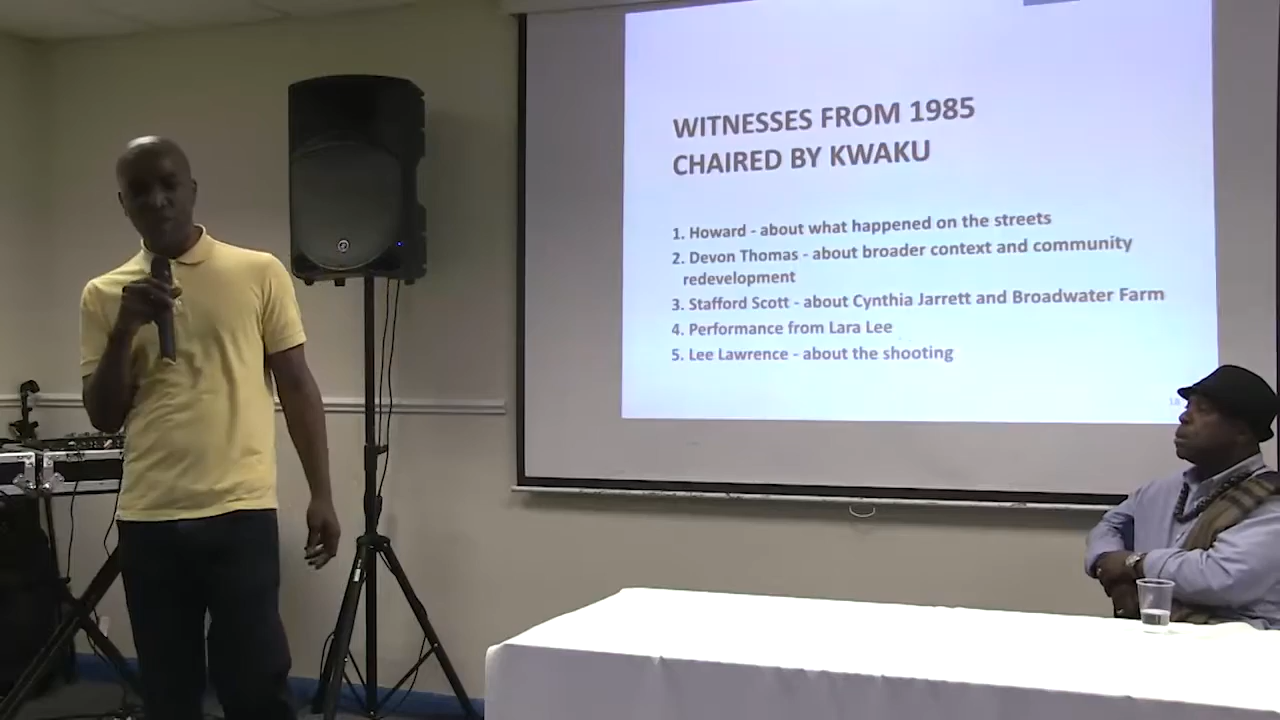 WITNESSES FROM 1985
CHAIRED BY KWAKU
1. Howard - about what happened on the streets
2. Devon Thomas - about broader context and community
redevelopment
3. Stafford Scott - about Cynthia Jarrett and Broadwater Farm
4. Performance from Lara Lee
5. Lee Lawrence - about the shooting